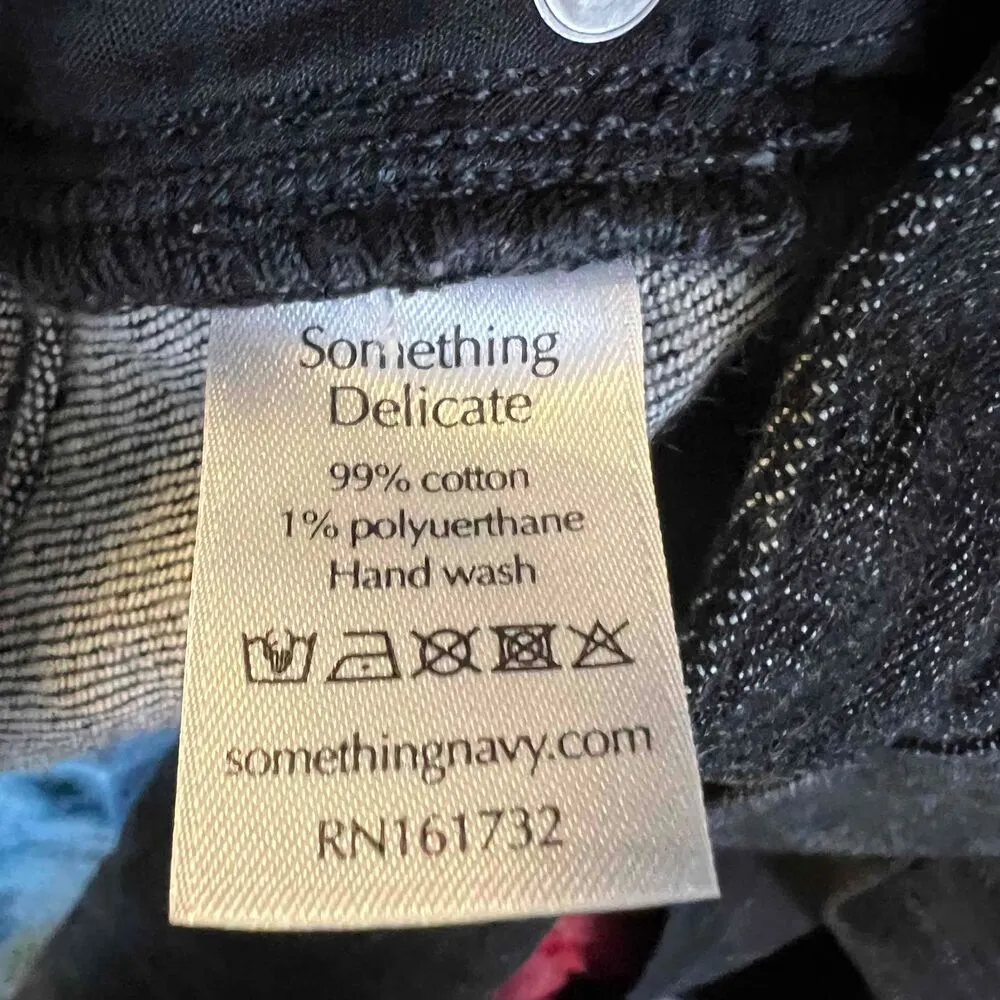 Something
Delicate
99% cotton
1% polyuerthane
Hand wash
somethingnavy.com
RN161732